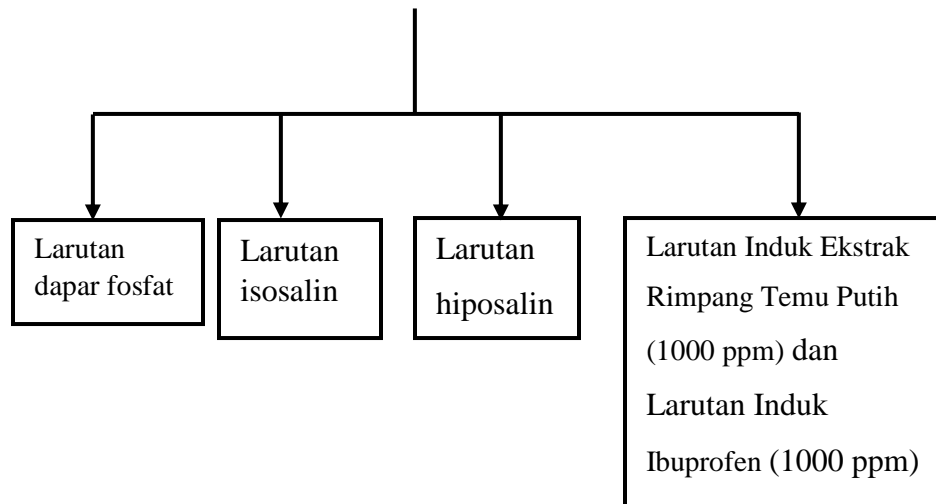 Larutan
dapar fosfat
Larutan
isosalin
Larutan
hiposalin
Larutan Induk Ekstrak
Rimpang Temu Putih
(1000 ppm) dan
Larutan Induk
Ibuprofen (1000 ppm)